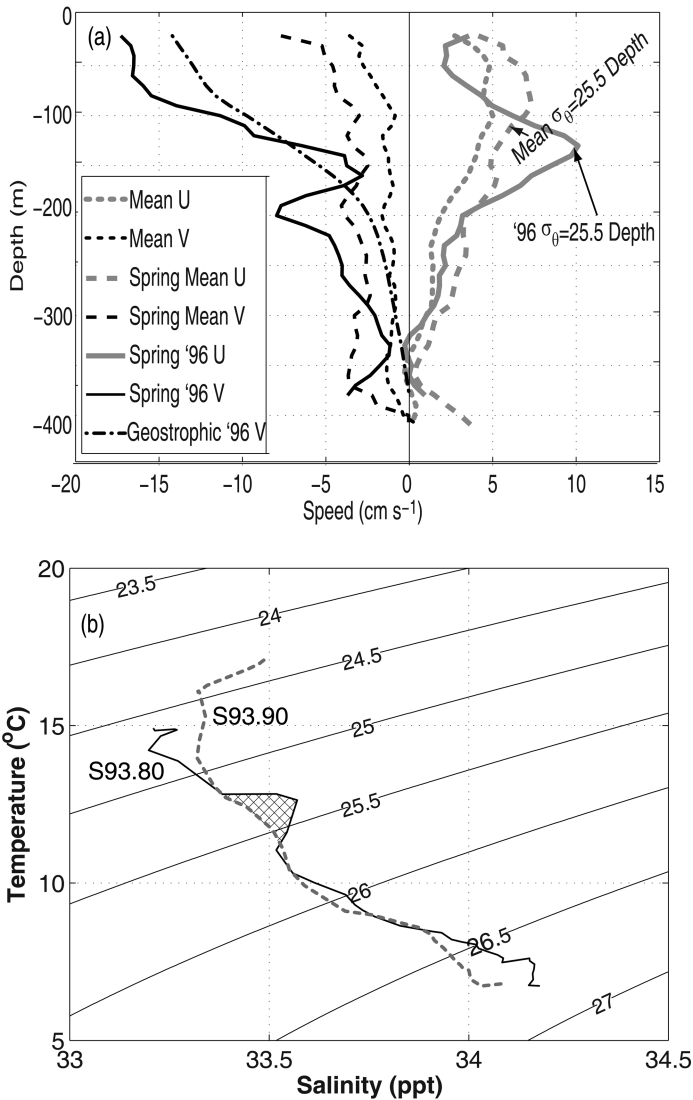 (a)
0
−100
−200
−300
−400
Depth (m)
Mean U
Mean V
Spring Mean U
Spring Mean V
Spring ‘96 U
Spring ‘96 V
Geostrophic ‘96 V
Mean σθ=25.5 Depth
‘96 σθ=25.5 Depth
−20 −15 −10 −5 0 5 10 15
Speed (cm s−1)
(b)
20
15
10
5
Temperature (oC)
23.5
24
24.5
25
25.5
26
26.5
27
S93.90
S93.80
33 33.5 34 34.5
Salinity (ppt)